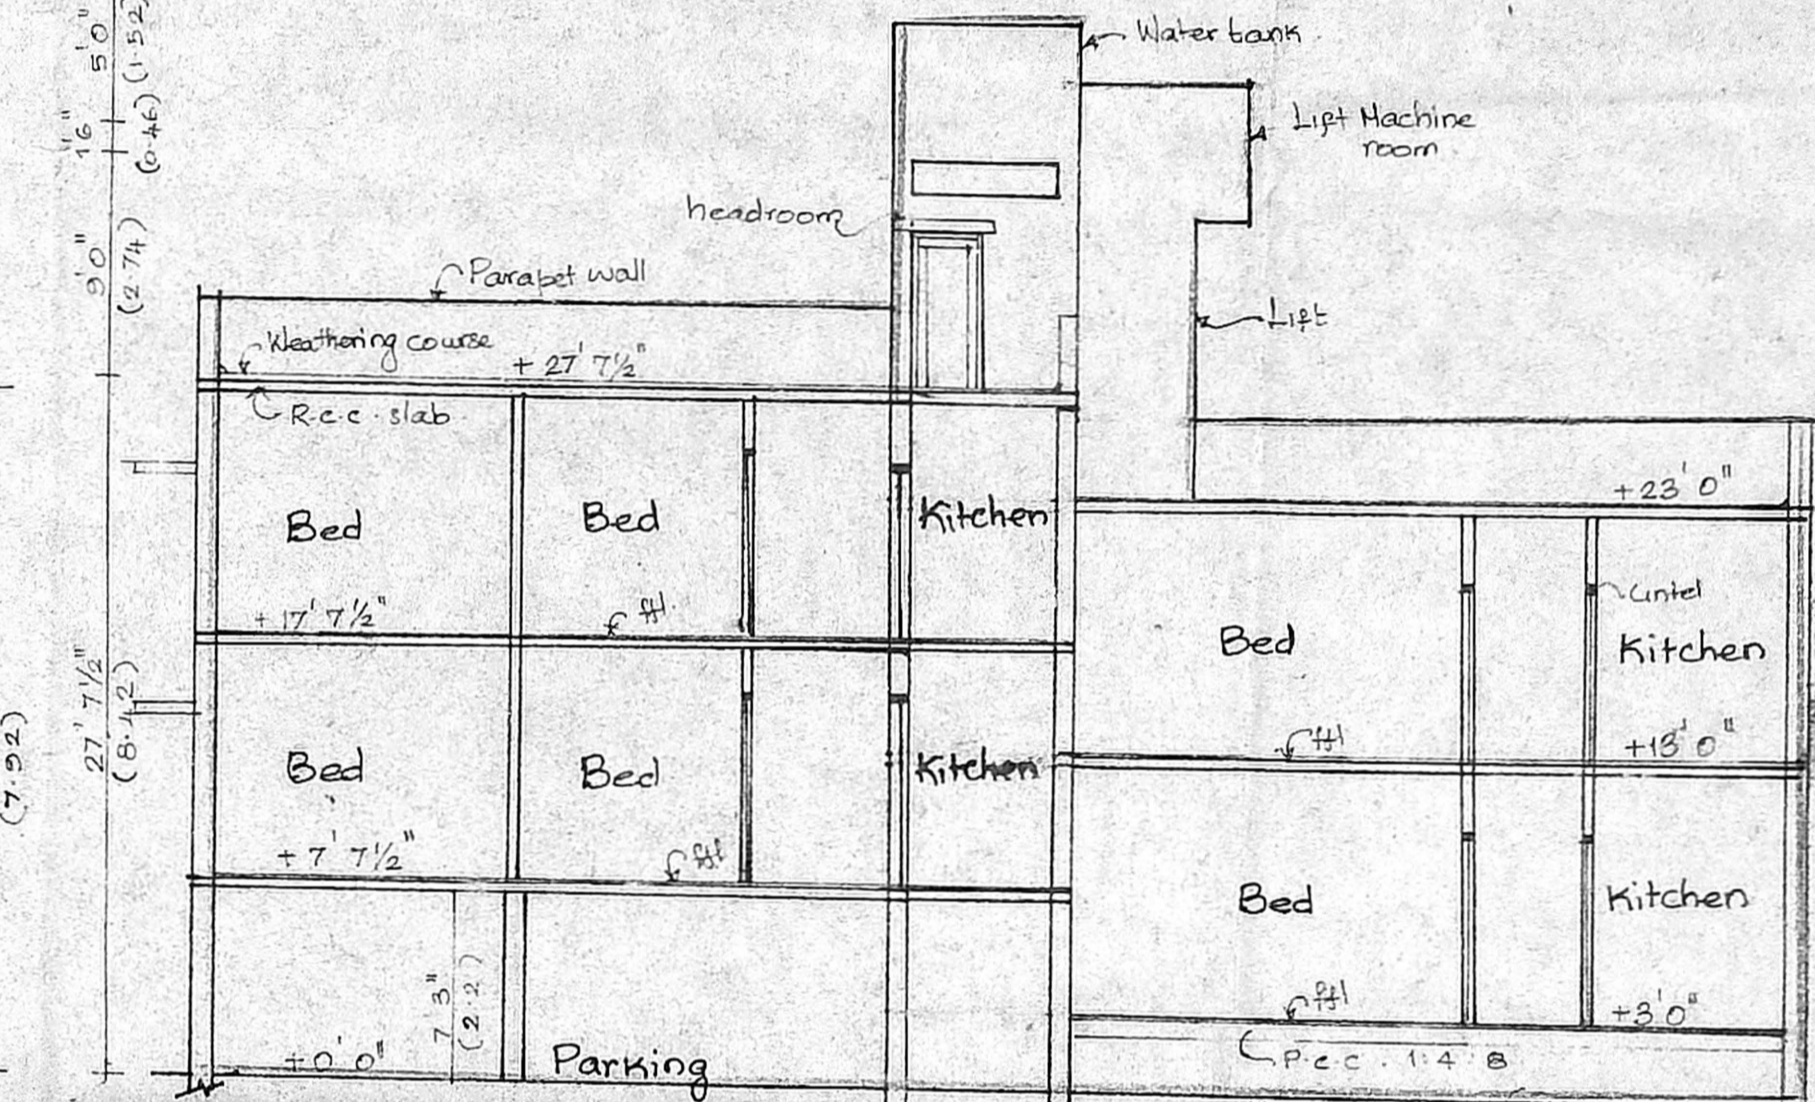 5'0"
(1.52)
Water tank
Lift Machine
room
1'6"
(0.46)
headroom
9'0"
(2.74)
Parapet wall
Lift
Weathering course
+ 27' 7½"
R.c.c. slab
+23' 0"
Bed
Bed
Kitchen
Lintel
+ 17' 7½"
ffl.
Bed
Kitchen
27' 7½"
(8.42)
(7.92)
ffl
+13' 0"
Bed
Bed
Kitchen
+ 7' 7½"
ffl
Bed
Kitchen
7' 3"
(2.2)
ffl
+3'0"
+0' 0"
Parking
P.c.c. 1:4:8